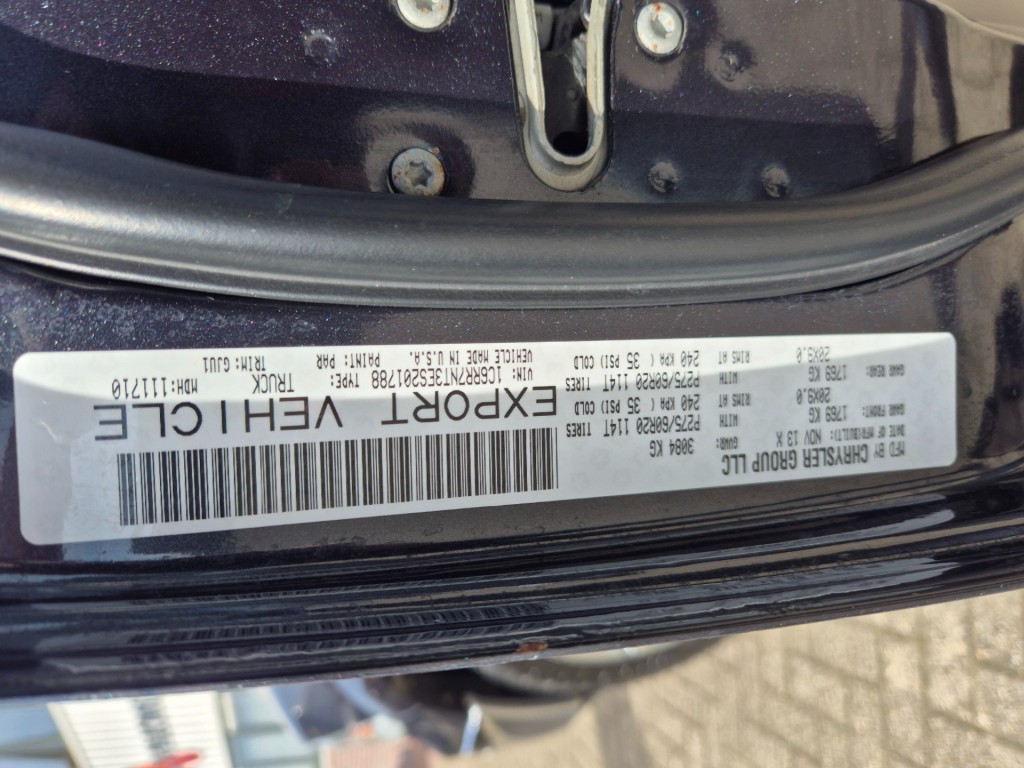 MFD BY CHRYSLER GROUP LLC
DATE OF MFR(BUILT): NOV 13 X GVWR: 3084 KG
GAWR FRONT: 1769 KG WITH P275/60R20 114T TIRES
20X9.0 RIMS AT 240 KPA ( 35 PSI) COLD
GAWR REAR: 1769 KG WITH P275/60R20 114T TIRES
20X9.0 RIMS AT 240 KPA ( 35 PSI) COLD
EXPORT VEHICLE
VIN: 1C6RR7NT3ES201788 TYPE: TRUCK MDH: 111710
VEHICLE MADE IN U.S.A. PAINT: PAR TRIM: GJU1